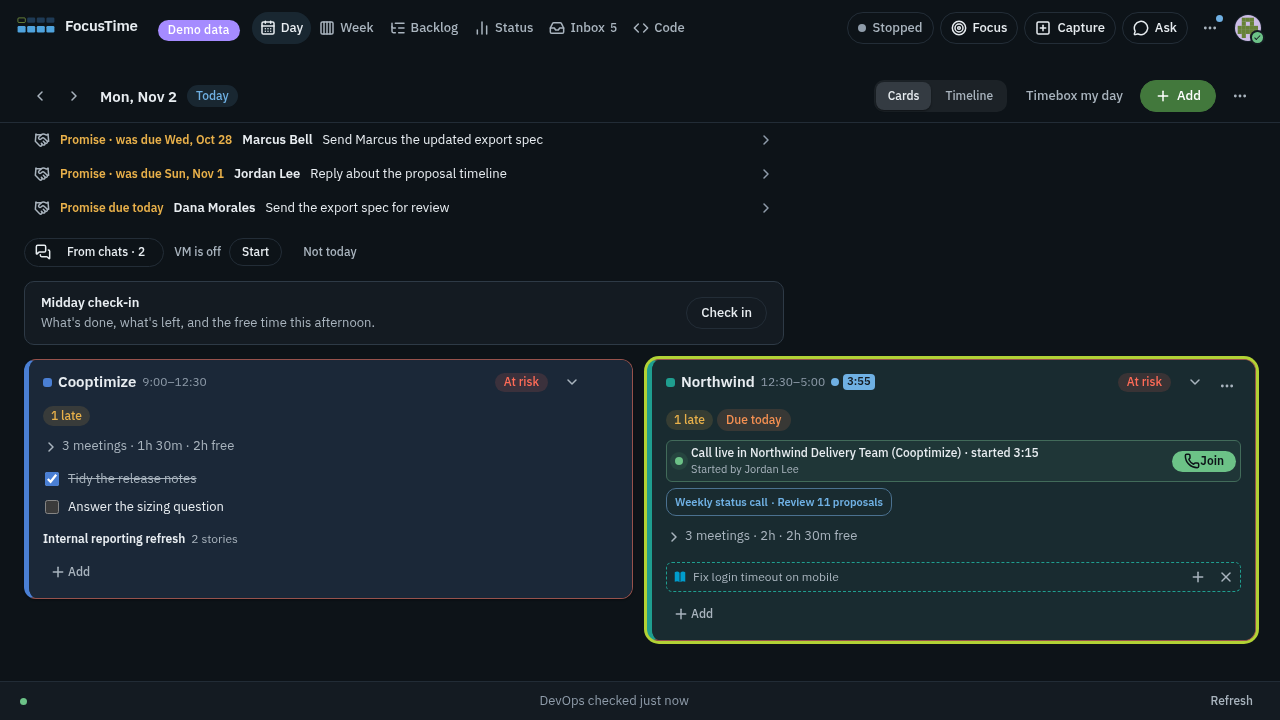 FocusTime
Demo data
Day
Week
Backlog
Status
Inbox 5
Code
Stopped
Focus
Capture
Ask
Mon, Nov 2
Today
Cards
Timeline
Timebox my day
Add
Promise · was due Wed, Oct 28 Marcus Bell Send Marcus the updated export spec
Promise · was due Sun, Nov 1 Jordan Lee Reply about the proposal timeline
Promise due today Dana Morales Send the export spec for review
From chats · 2
VM is off
Start
Not today
Midday check-in
What's done, what's left, and the free time this afternoon.
Check in
Cooptimize 9:00–12:30
At risk
1 late
3 meetings · 1h 30m · 2h free
Tidy the release notes
Answer the sizing question
Internal reporting refresh 2 stories
Add
Northwind 12:30–5:00
3:55
At risk
1 late
Due today
Call live in Northwind Delivery Team (Cooptimize) · started 3:15
Started by Jordan Lee
Join
Weekly status call · Review 11 proposals
3 meetings · 2h · 2h 30m free
Fix login timeout on mobile
Add
DevOps checked just now
Refresh